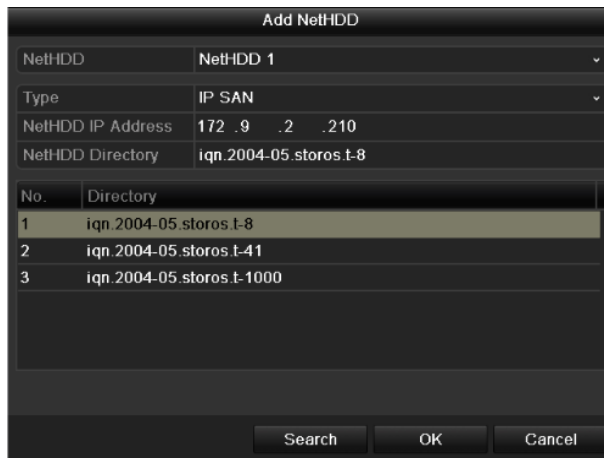 Add NetHDD
NetHDD NetHDD 1
Type IP SAN
NetHDD IP Address 172 .9 .2 .210
NetHDD Directory iqn.2004-05.storos.t-8
No. Directory
1 iqn.2004-05.storos.t-8
2 iqn.2004-05.storos.t-41
3 iqn.2004-05.storos.t-1000
Search OK Cancel